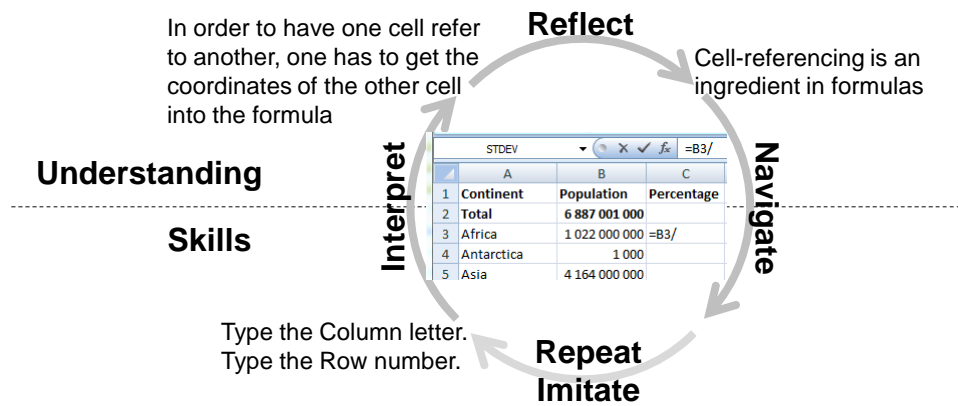 Reflect
In order to have one cell refer
to another, one has to get the
coordinates of the other cell
into the formula
Cell-referencing is an
ingredient in formulas
Understanding
Interpret
Navigate
STDEV fx =B3/
A B C
1 Continent Population Percentage
2 Total 6 887 001 000
3 Africa 1 022 000 000 =B3/
4 Antarctica 1 000
5 Asia 4 164 000 000
Skills
Type the Column letter.
Type the Row number.
Repeat
Imitate